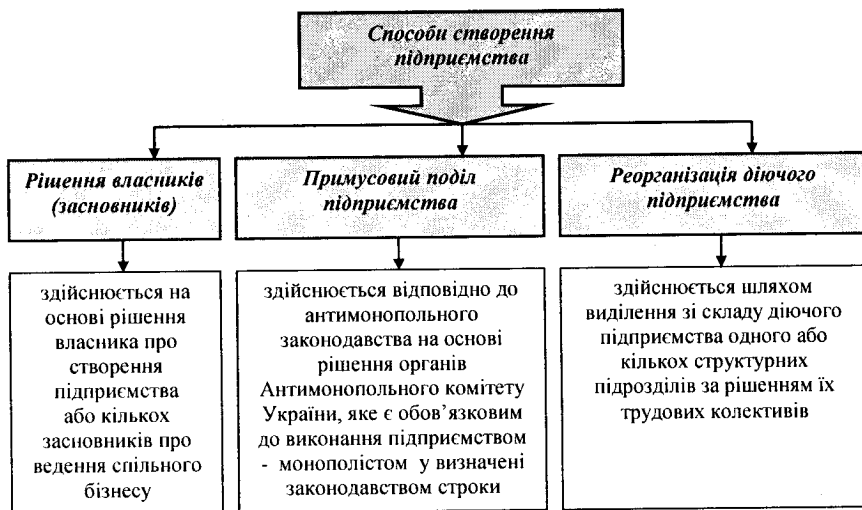 Способи створення
підприємства
Рішення власників
(засновників)
Примусовий поділ
підприємства
Реорганізація діючого
підприємства
здійснюється на
основі рішення
власника про
створення
підприємства
або кількох
засновників про
ведення спільного
бізнесу
здійснюється відповідно до
антимонопольного
законодавства на основі
рішення органів
Антимонопольного комітету
України, яке є обов’язковим
до виконання підприємством
- монополістом у визначені
законодавством строки
здійснюється шляхом
виділення зі складу діючого
підприємства одного або
кількох структурних
підрозділів за рішенням їх
трудових колективів